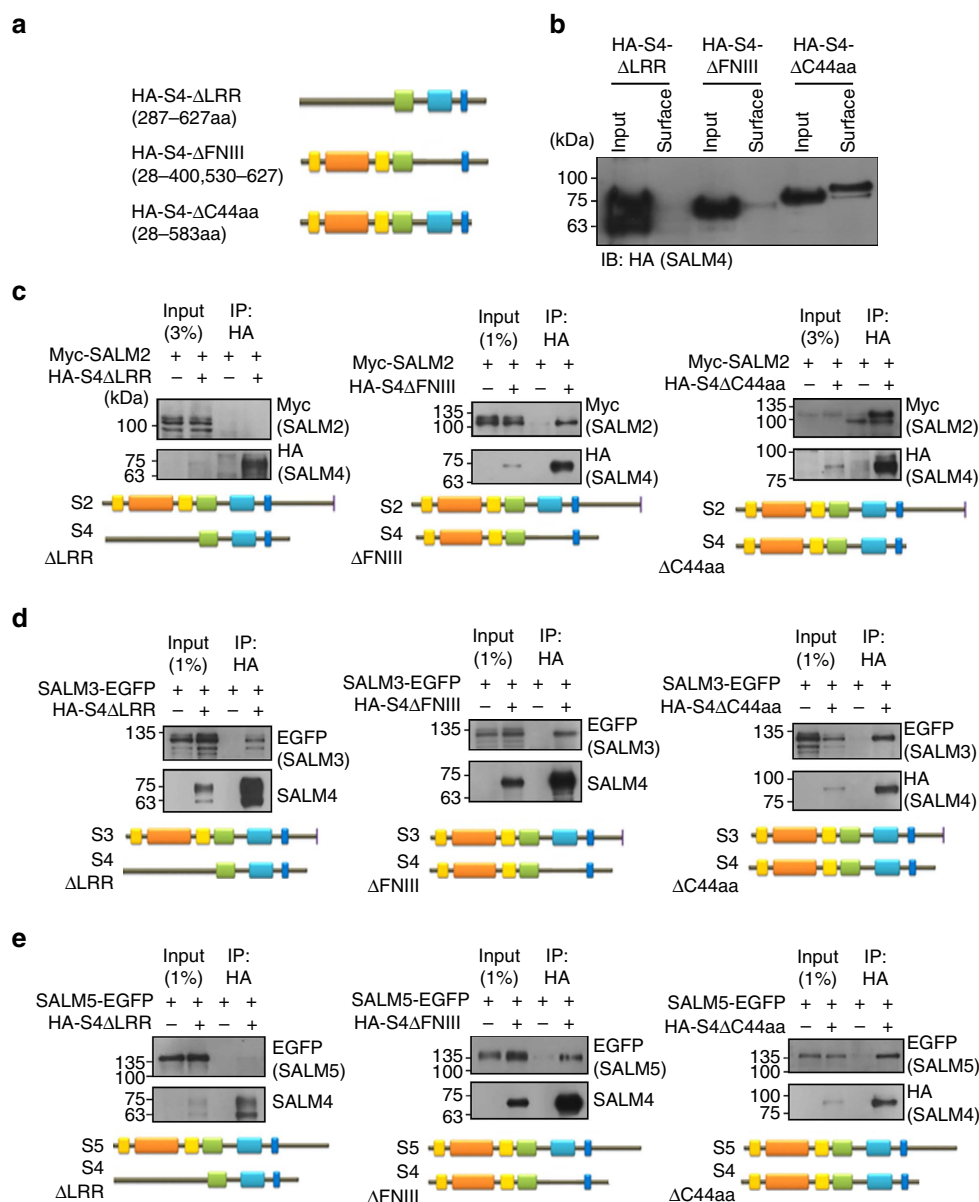 a
HA-S4-ΔLRR
(287–627aa)
HA-S4-ΔFNIII
(28–400,530–627)
HA-S4-ΔC44aa
(28–583aa)
b
HA-S4-
ΔLRR
HA-S4-
ΔFNIII
HA-S4-
ΔC44aa
Input
Surface
Input
Surface
Input
Surface
(kDa)
100
75
63
IB: HA (SALM4)
c
Input
(3%)
IP:
HA
Myc-SALM2 + + + +
HA-S4ΔLRR – + – +
(kDa)
100
Myc
(SALM2)
75
63
HA
(SALM4)
S2
S4
ΔLRR
Input
(1%)
IP:
HA
Myc-SALM2 + + + +
HA-S4ΔFNIII – + – +
135
100
Myc
(SALM2)
75
63
HA
(SALM4)
S2
S4
ΔFNIII
Input
(3%)
IP:
HA
Myc-SALM2 + + + +
HA-S4ΔC44aa – + – +
135
100
Myc
(SALM2)
100
75
HA
(SALM4)
S2
S4
ΔC44aa
d
Input
(1%)
IP:
HA
SALM3-EGFP + + + +
HA-S4ΔLRR – + – +
135
EGFP
(SALM3)
75
63
SALM4
S3
S4
ΔLRR
Input
(1%)
IP:
HA
SALM3-EGFP + + + +
HA-S4ΔFNIII – + – +
135
EGFP
(SALM3)
75
63
SALM4
S3
S4
ΔFNIII
Input
(1%)
IP:
HA
SALM3-EGFP + + + +
HA-S4ΔC44aa – + – +
135
EGFP
(SALM3)
100
75
HA
(SALM4)
S3
S4
ΔC44aa
e
Input
(1%)
IP:
HA
SALM5-EGFP + + + +
HA-S4ΔLRR – + – +
135
100
EGFP
(SALM5)
75
63
SALM4
S5
S4
ΔLRR
Input
(1%)
IP:
HA
SALM5-EGFP + + + +
HA-S4ΔFNIII – + – +
135
100
EGFP
(SALM5)
75
63
SALM4
S5
S4
ΔFNIII
Input
(1%)
IP:
HA
SALM5-EGFP + + + +
HA-S4ΔC44aa – + – +
135
100
EGFP
(SALM5)
100
75
HA
(SALM4)
S5
S4
ΔC44aa